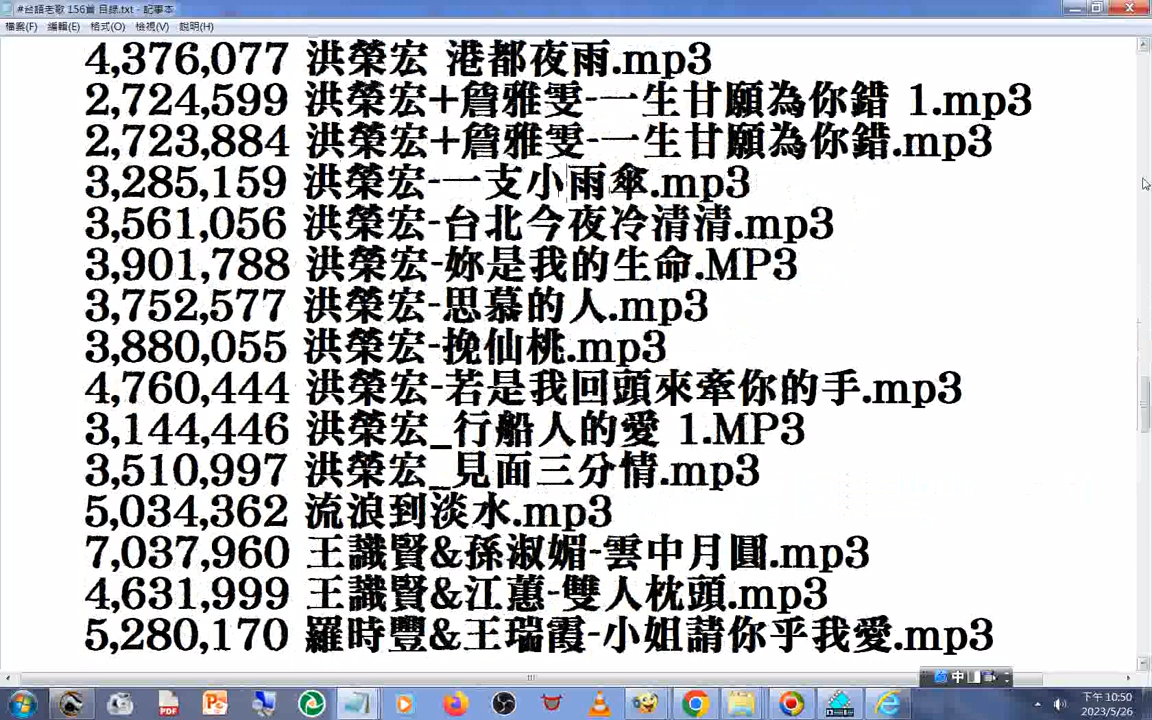 #台語老歌 156首 目錄.txt - 記事本
檔案(F) 編輯(E) 格式(O) 檢視(V) 說明(H)
4,376,077 洪榮宏 港都夜雨.mp3
2,724,599 洪榮宏+詹雅雯-一生甘願為你錯 1.mp3
2,723,884 洪榮宏+詹雅雯-一生甘願為你錯.mp3
3,285,159 洪榮宏-一支小雨傘.mp3
3,561,056 洪榮宏-台北今夜冷清清.mp3
3,901,788 洪榮宏-妳是我的生命.MP3
3,752,577 洪榮宏-思慕的人.mp3
3,880,055 洪榮宏-挽仙桃.mp3
4,760,444 洪榮宏-若是我回頭來牽你的手.mp3
3,144,446 洪榮宏_行船人的愛 1.MP3
3,510,997 洪榮宏_見面三分情.mp3
5,034,362 流浪到淡水.mp3
7,037,960 王識賢&孫淑媚-雲中月圓.mp3
4,631,999 王識賢&江蕙-雙人枕頭.mp3
5,280,170 羅時豐&王瑞霞-小姐請你乎我愛.mp3
中
PDF
下午 10:50
2023/5/26